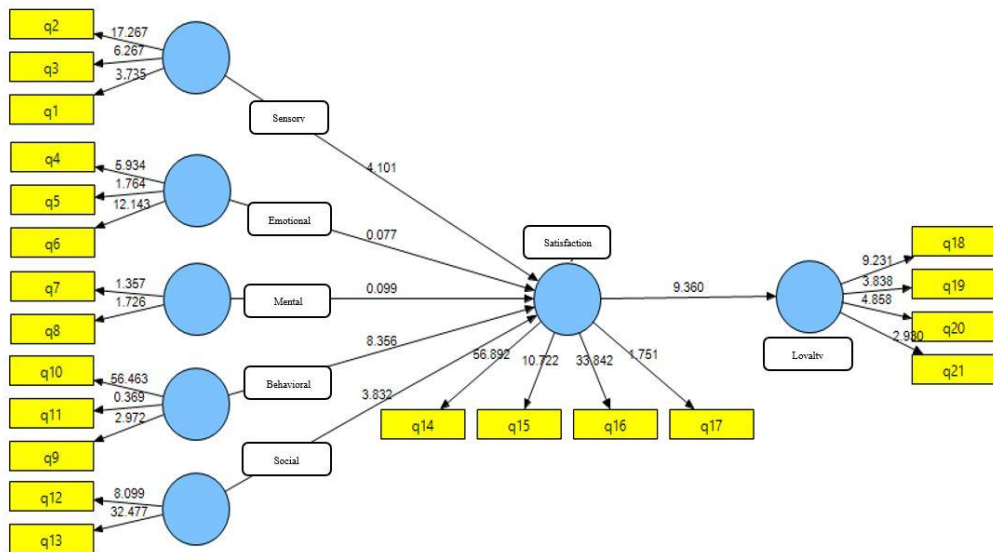 q2
17.267
q3
6.267
q1
3.735
Sensory
4.101
q4
5.934
q5
1.764
q6
12.143
Emotional
0.077
q7
1.357
q8
1.726
Mental
0.099
q10
56.463
q11
0.369
q9
2.972
Behavioral
8.356
q12
8.099
q13
32.477
Social
3.832
Satisfaction
56.892
10.722
33.842
1.751
q14
q15
q16
q17
9.360
Loyalty
9.231
3.838
4.858
2.930
q18
q19
q20
q21